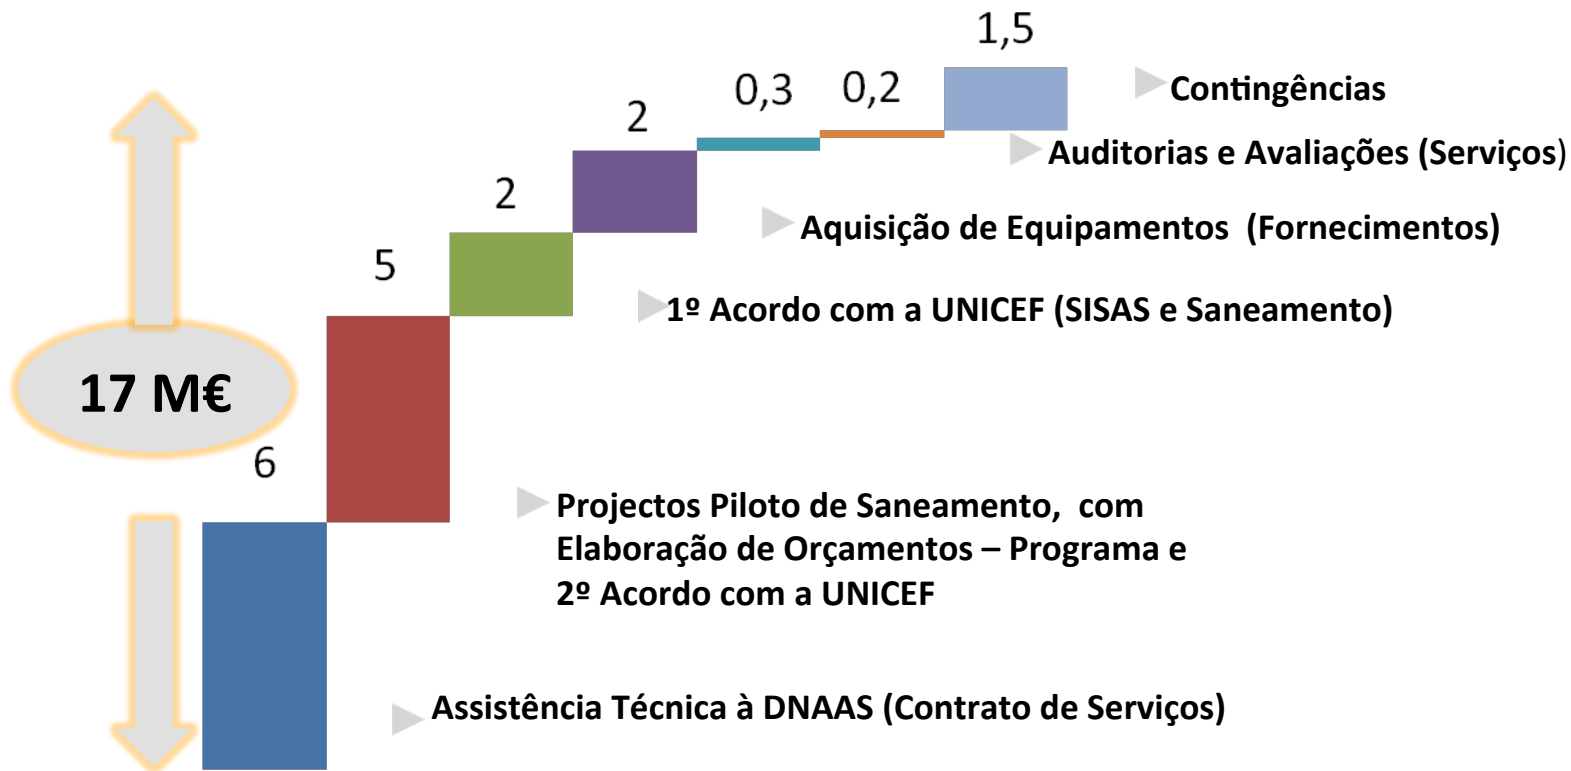 1,5
0,3
0,2
2
2
5
6
17 M€
Contingências
Auditorias e Avaliações (Serviços)
Aquisição de Equipamentos (Fornecimentos)
1º Acordo com a UNICEF (SISAS e Saneamento)
Projectos Piloto de Saneamento, com
Elaboração de Orçamentos – Programa e
2º Acordo com a UNICEF
Assistência Técnica à DNAAS (Contrato de Serviços)